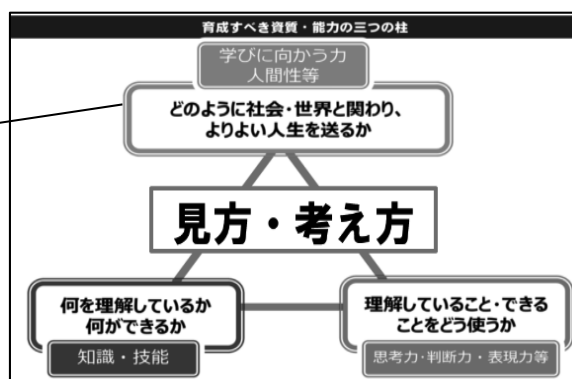 育成すべき資質・能力の三つの柱
学びに向かう力
人間性等
どのように社会・世界と関わり、
よりよい人生を送るか
見方・考え方
何を理解しているか
何ができるか
知識・技能
理解していること・できる
ことをどう使うか
思考力・判断力・表現力等